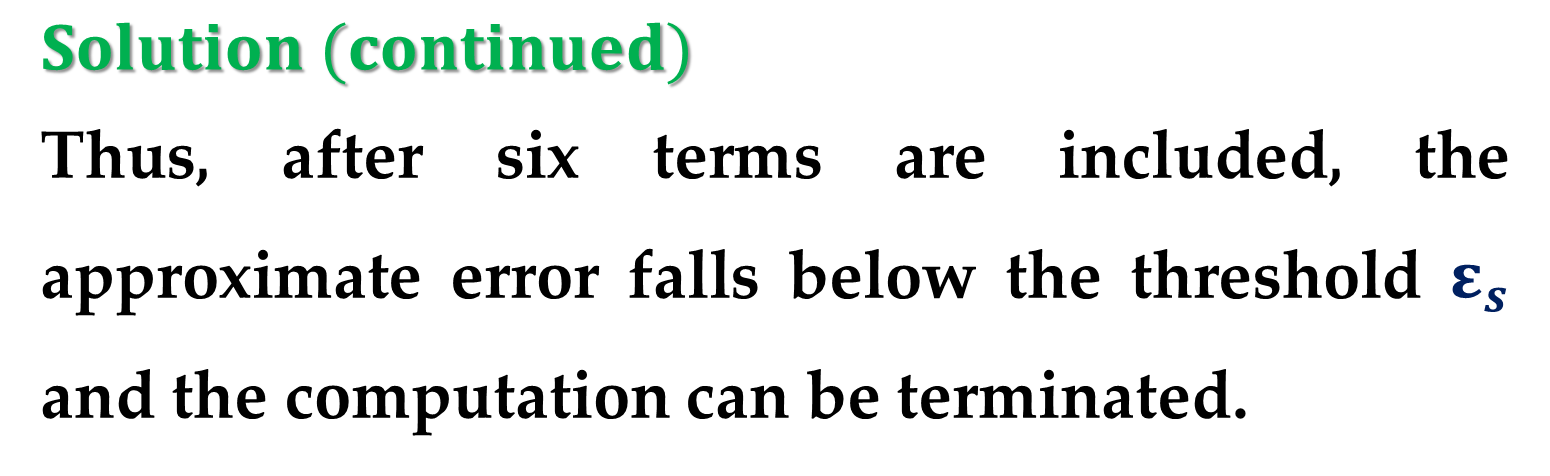 Solution (continued)
Thus, after six terms are included, the
approximate error falls below the threshold εₛ
and the computation can be terminated.